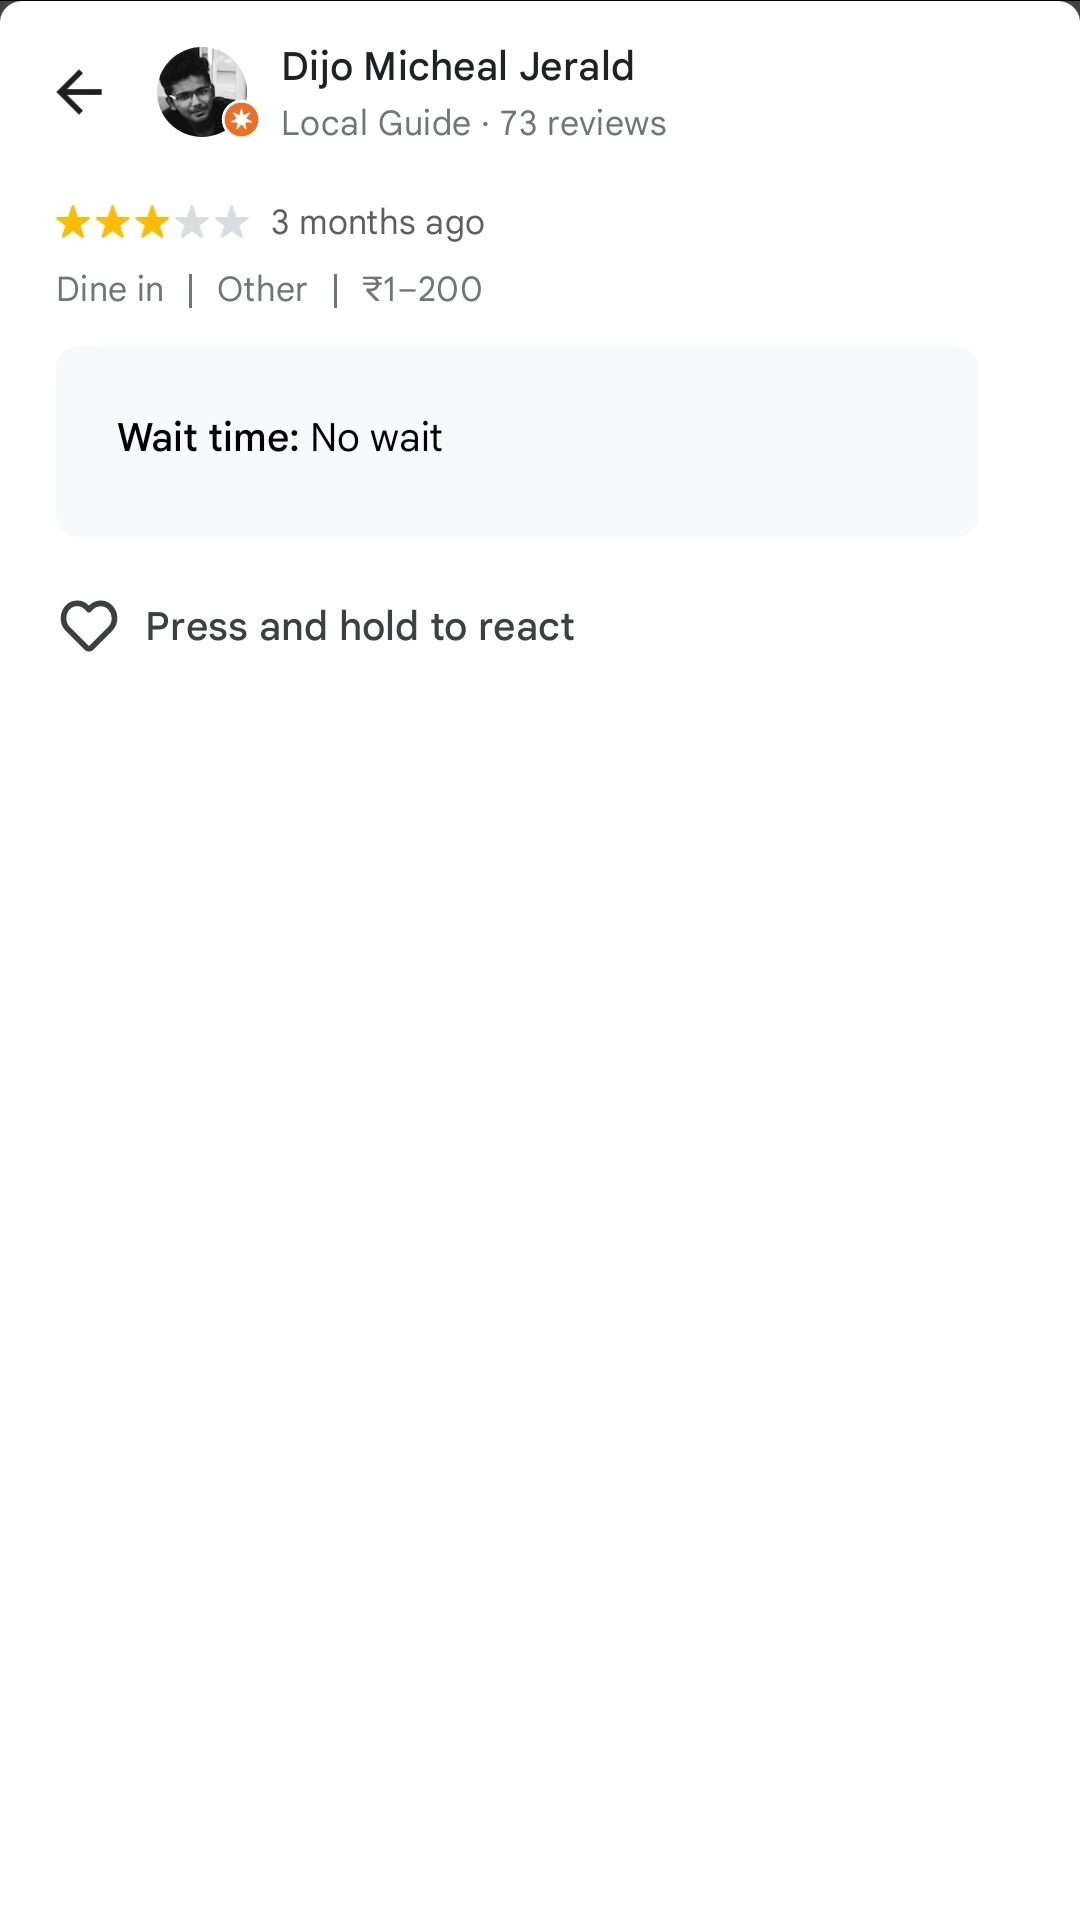 Dijo Micheal Jerald
Local Guide · 73 reviews
3 months ago
Dine in | Other | ₹1–200
Wait time: No wait
Press and hold to react